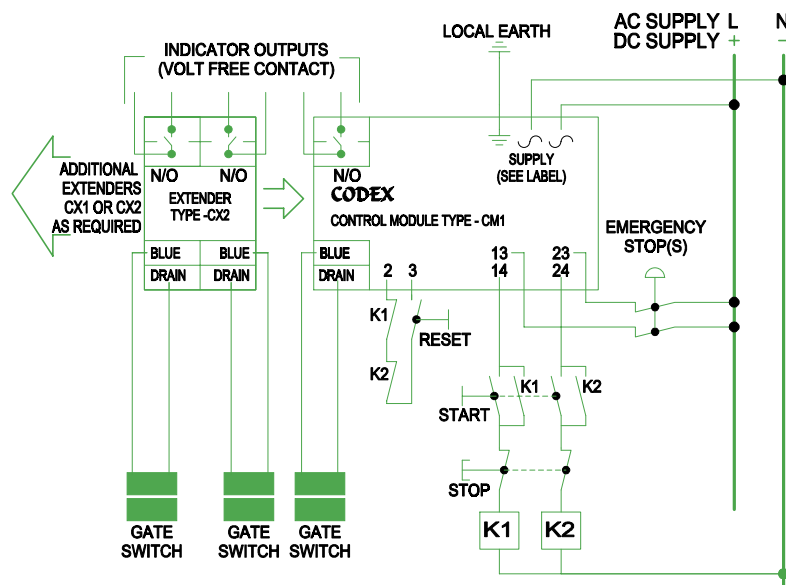 AC SUPPLY L N
DC SUPPLY + -
LOCAL EARTH
INDICATOR OUTPUTS
(VOLT FREE CONTACT)
ADDITIONAL
EXTENDERS
CX1 OR CX2
AS REQUIRED
N/O N/O
EXTENDER
TYPE -CX2
BLUE BLUE
DRAIN DRAIN
N/O
CODEX
CONTROL MODULE TYPE - CM1
SUPPLY
(SEE LABEL)
BLUE
DRAIN
2 3
13 23
14 24
EMERGENCY
STOP(S)
K1
RESET
K2
K1 K2
START
STOP
K1 K2
GATE
SWITCH
GATE
SWITCH
GATE
SWITCH